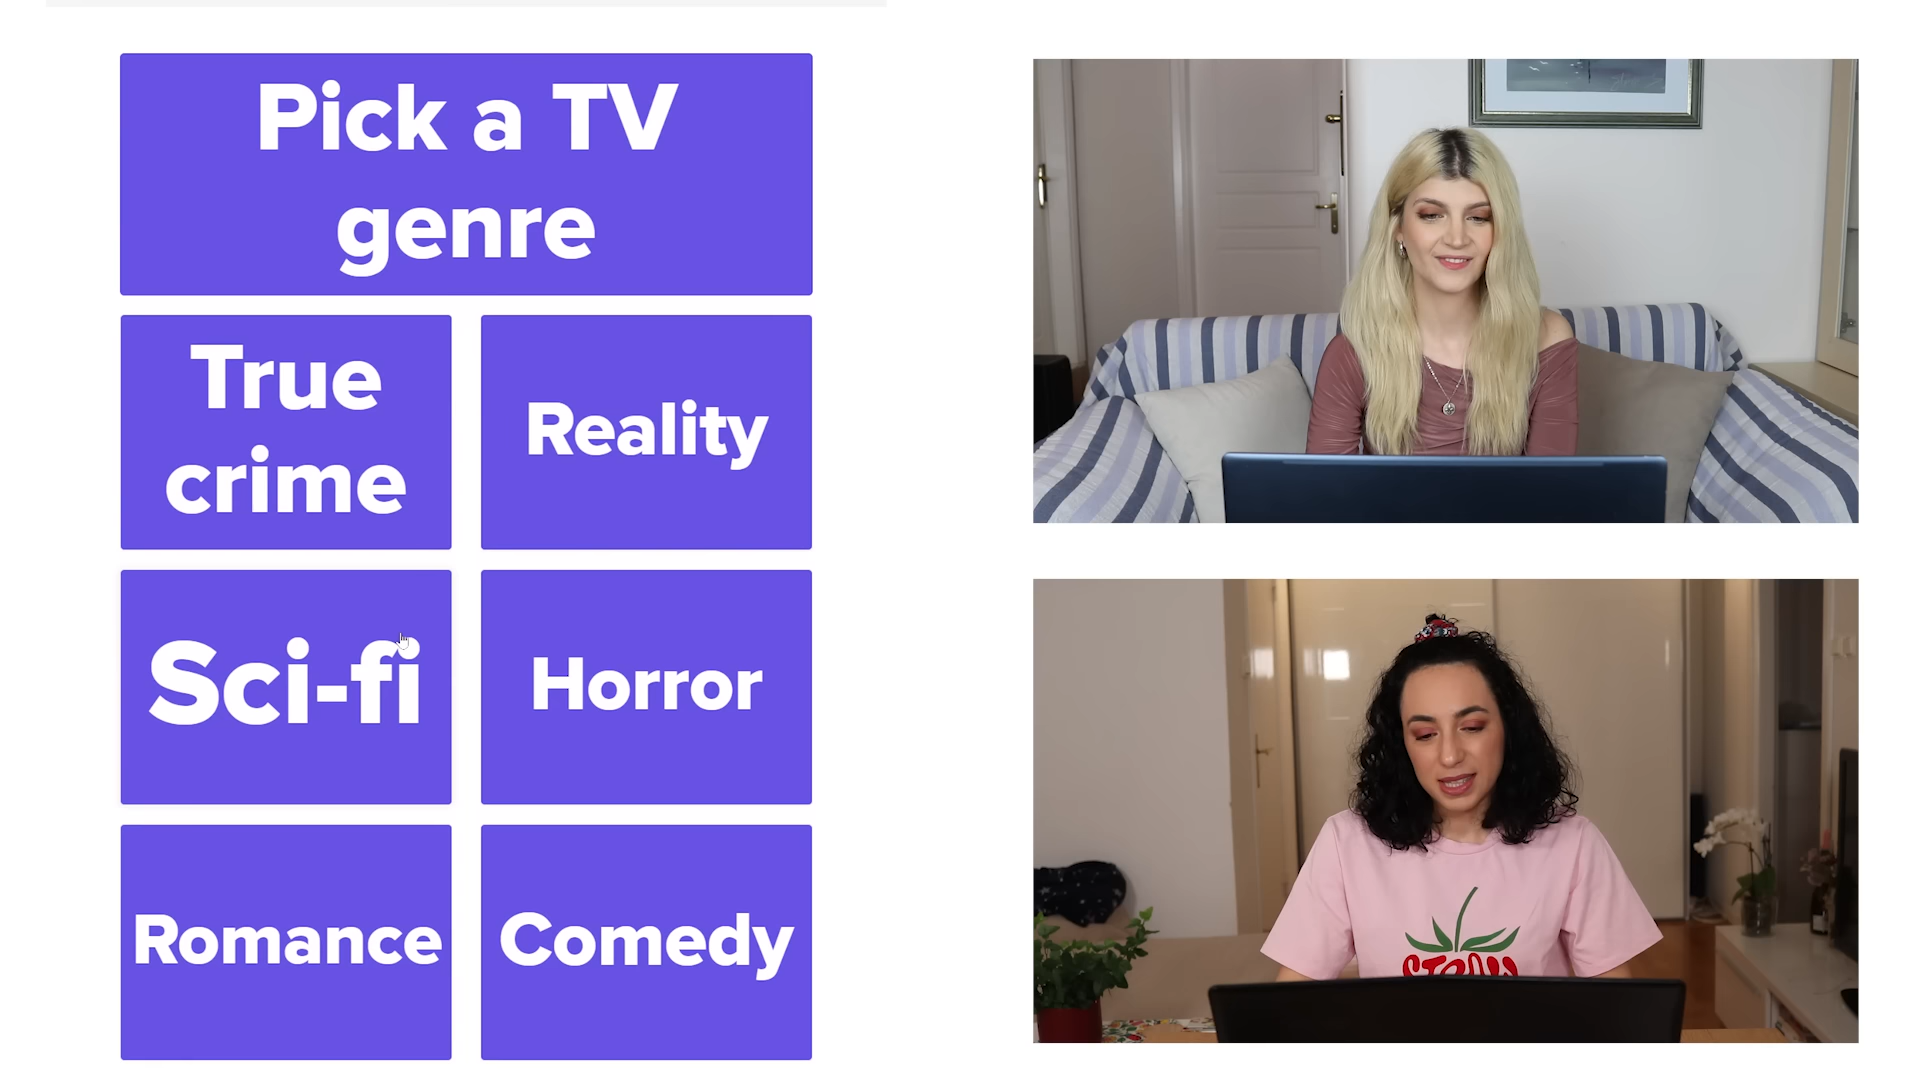 Pick a TV
genre
True
crime
Reality
Sci-fi
Horror
Romance
Comedy